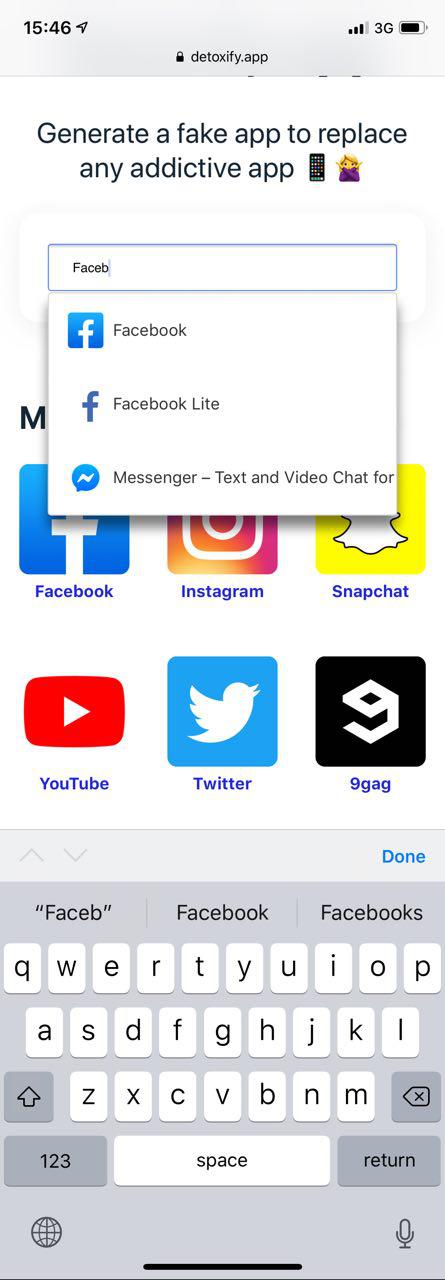 15:46
3G
detoxify.app
Generate a fake app to replace
any addictive app 📱 🙅‍♀️
Faceb
Facebook
Facebook Lite
Messenger – Text and Video Chat for
M
Facebook
Instagram
Snapchat
YouTube
Twitter
9gag
Done
“Faceb”
Facebook
Facebooks
q w e r t y u i o p
a s d f g h j k l
z x c v b n m
123
space
return